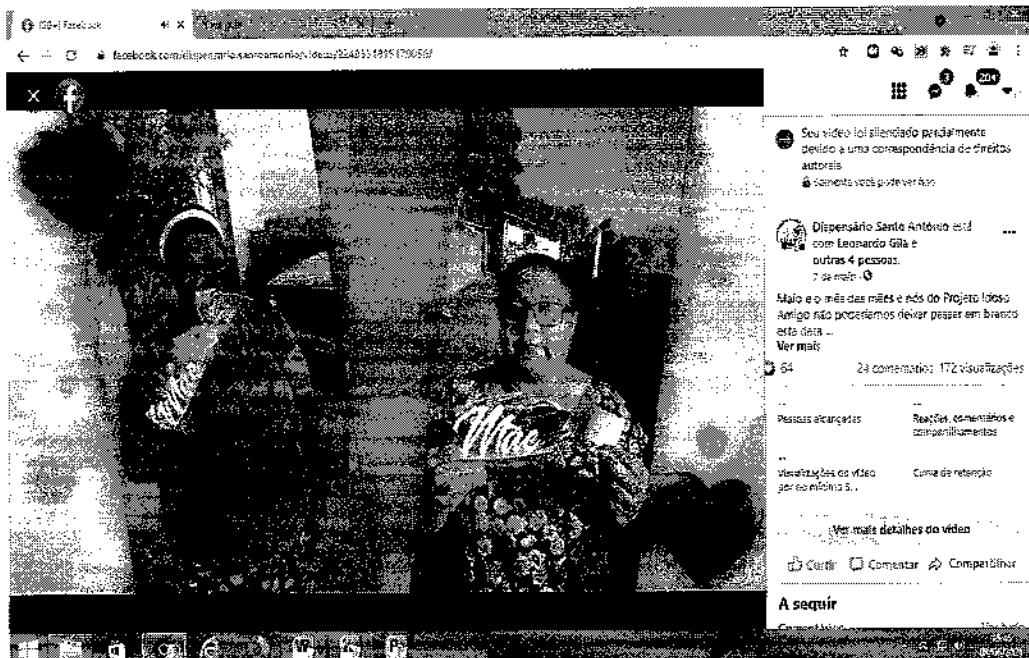 Facebook
20+
Seu vídeo foi silenciado parcialmente
devido a uma correspondência de direitos
autorais
Somente você pode ver isso
Dispensário Santo Antônio está
com Leonardo Gila e
outras 4 pessoas.
7 de maio
Maio e o mês das mães e nós do Projeto Idoso
Amigo não poderíamos deixar passar em branco
esta data ...
Ver mais
Mãe
Mãe
64
24 comentários 172 visualizações
Pessoas alcançadas
Reações, comentários e
compartilhamentos
Visualizações do vídeo
por no mínimo 3...
Curva de retenção
Ver mais detalhes do vídeo
Curtir Comentar Compartilhar
A seguir